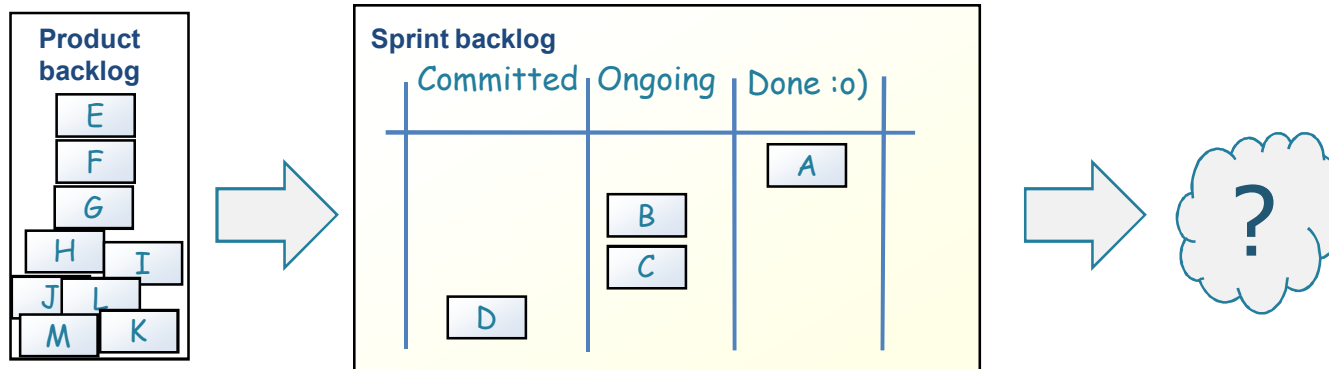 Product
backlog
E
F
G
H
I
J
L
M
K
Sprint backlog
Committed
Ongoing
Done :o)
A
B
C
D
?